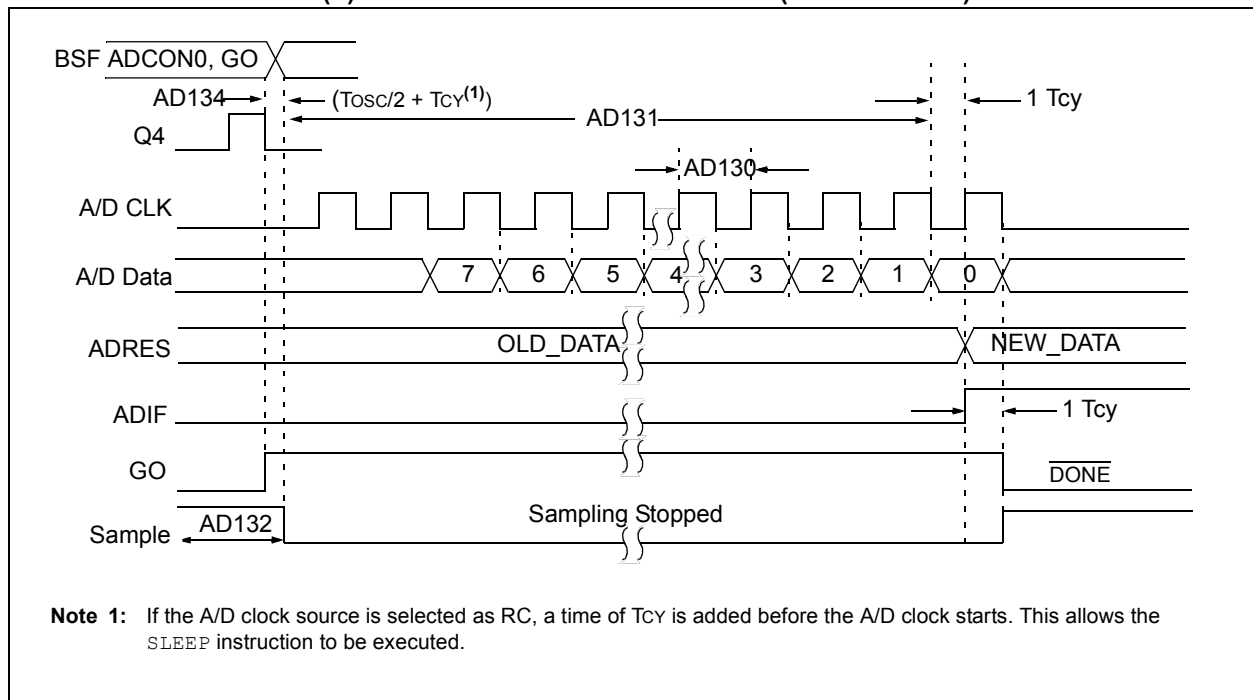 BSF ADCON0, GO
AD134 (TOSC/2 + TCY(1)) 1 Tcy
AD131
Q4
AD130
A/D CLK
A/D Data 7 6 5 4 3 2 1 0
ADRES OLD_DATA NEW_DATA
ADIF 1 Tcy
GO DONE
Sample AD132 Sampling Stopped
Note 1: If the A/D clock source is selected as RC, a time of TCY is added before the A/D clock starts. This allows the
SLEEP instruction to be executed.